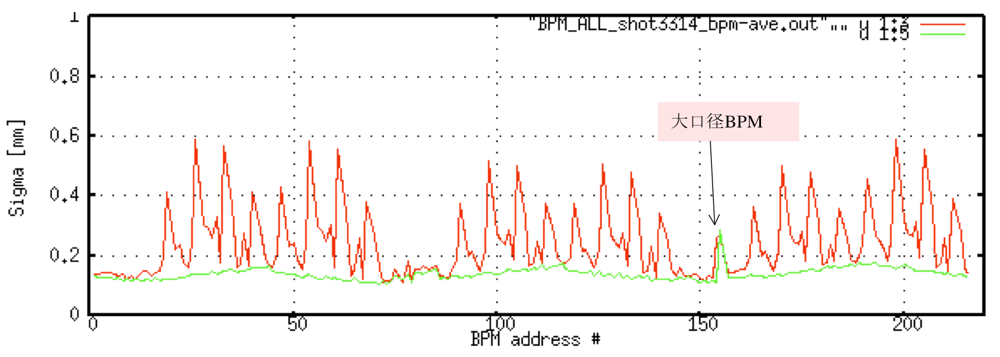 1
"BPM_ALL_shot3314_bpm-ave.out"
0.8
大口径BPM
0.6
Sigma [mm]
0.4
0.2
0
0 50 100 150 200
BPM address #